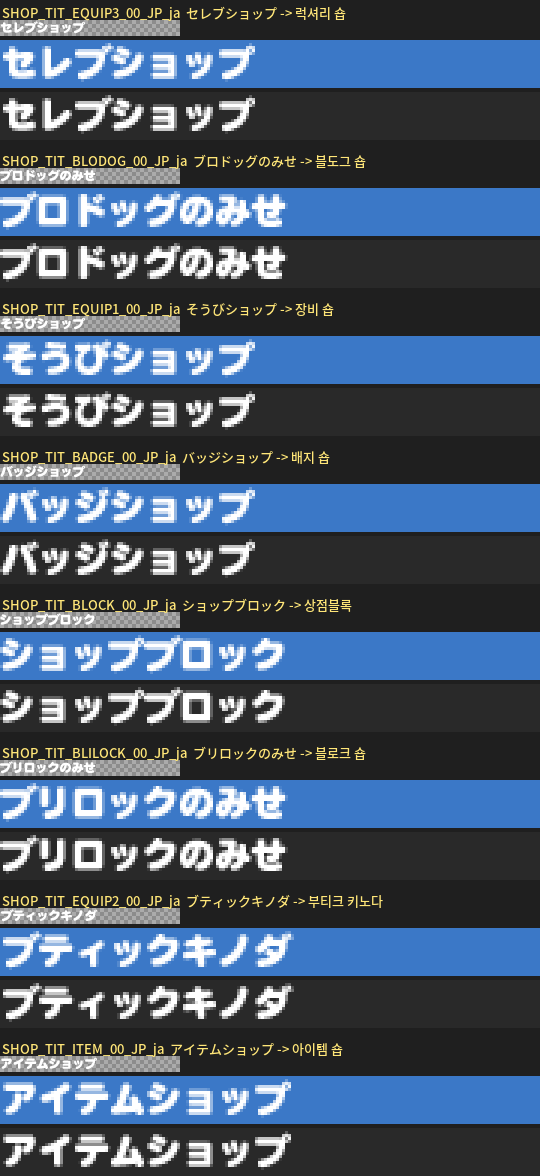 SHOP_TIT_EQUIP3_00_JP_ja セレブショップ -> 럭셔리 숍
セレブショップ
セレブショップ
セレブショップ
SHOP_TIT_BLODOG_00_JP_ja ブロドッグのみせ -> 블도그 숍
ブロドッグのみせ
ブロドッグのみせ
ブロドッグのみせ
SHOP_TIT_EQUIP1_00_JP_ja そうびショップ -> 장비 숍
そうびショップ
そうびショップ
そうびショップ
SHOP_TIT_BADGE_00_JP_ja バッジショップ -> 배지 숍
バッジショップ
バッジショップ
バッジショップ
SHOP_TIT_BLOCK_00_JP_ja ショップブロック -> 상점블록
ショップブロック
ショップブロック
ショップブロック
SHOP_TIT_BLILOCK_00_JP_ja ブリロックのみせ -> 블로크 숍
ブリロックのみせ
ブリロックのみせ
ブリロックのみせ
SHOP_TIT_EQUIP2_00_JP_ja ブティックキノダ -> 부티크 키노다
ブティックキノダ
ブティックキノダ
ブティックキノダ
SHOP_TIT_ITEM_00_JP_ja アイテムショップ -> 아이템 숍
アイテムショップ
アイテムショップ
アイテムショップ